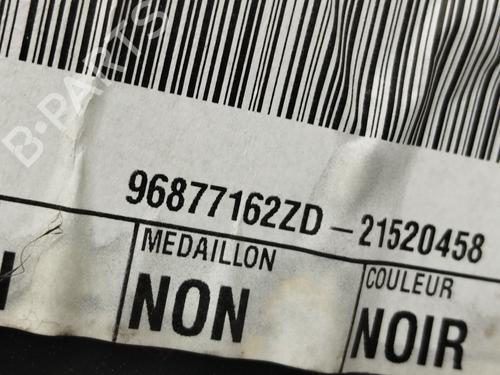 B-PARTS
96877162ZD-21520458
MEDAILLON
COULEUR
NON
NOIR